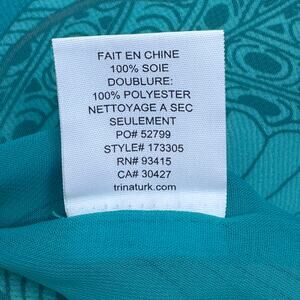 FAIT EN CHINE
100% SOIE
DOUBLURE:
100% POLYESTER
NETTOYAGE A SEC
SEULEMENT
PO# 52799
STYLE# 173305
RN# 93415
CA# 30427
trinaturk.com